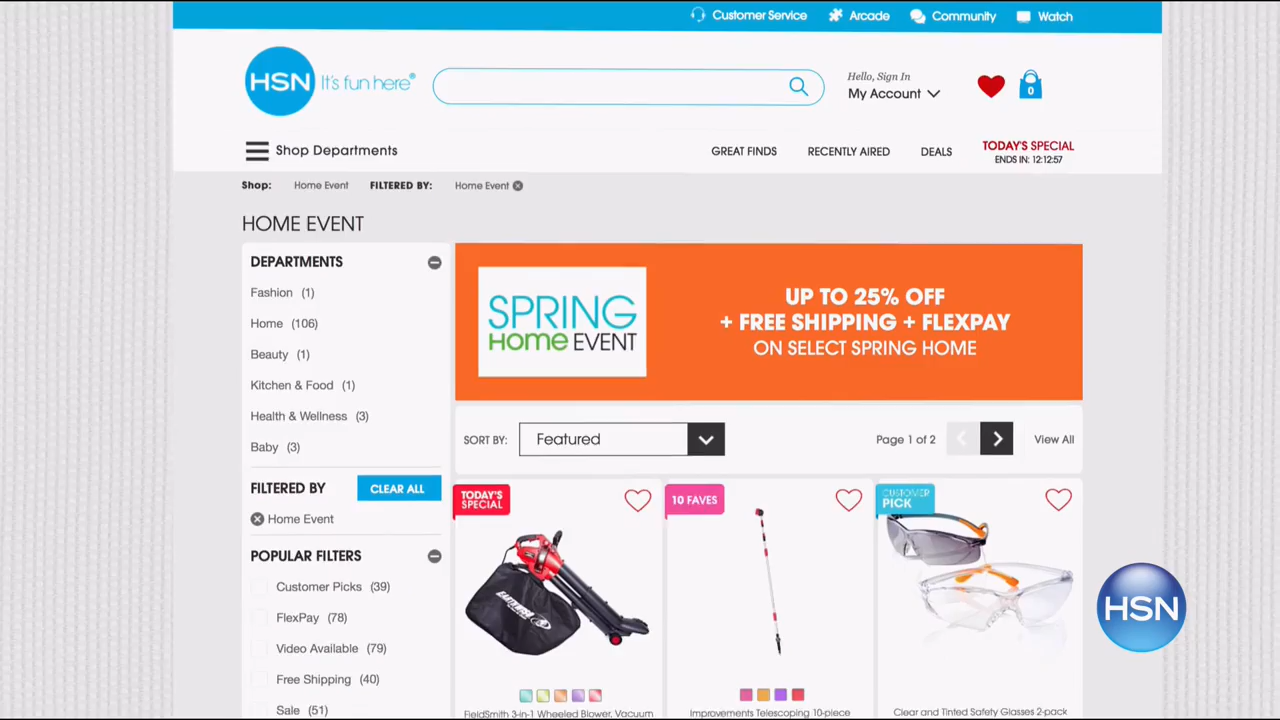 Customer Service
Arcade
Community
Watch
HSN It's fun here®
Hello, Sign In
My Account
0
Shop Departments
GREAT FINDS
RECENTLY AIRED
DEALS
TODAY'S SPECIAL
ENDS IN: 12:12:57
Shop: Home Event FILTERED BY: Home Event
HOME EVENT
DEPARTMENTS
Fashion (1)
Home (106)
Beauty (1)
Kitchen & Food (1)
Health & Wellness (3)
Baby (3)
FILTERED BY
CLEAR ALL
Home Event
POPULAR FILTERS
Customer Picks (39)
FlexPay (78)
Video Available (79)
Free Shipping (40)
Sale (51)
SPRING
Home EVENT
UP TO 25% OFF
+ FREE SHIPPING + FLEXPAY
ON SELECT SPRING HOME
SORT BY: Featured
Page 1 of 2
View All
TODAY'S
SPECIAL
FieldSmith 3-in-1 Wheeled Blower, Vacuum
10 FAVES
Improvements Telescoping 10-piece
CUSTOMER
PICK
Clear and Tinted Safety Glasses 2-pack
HSN